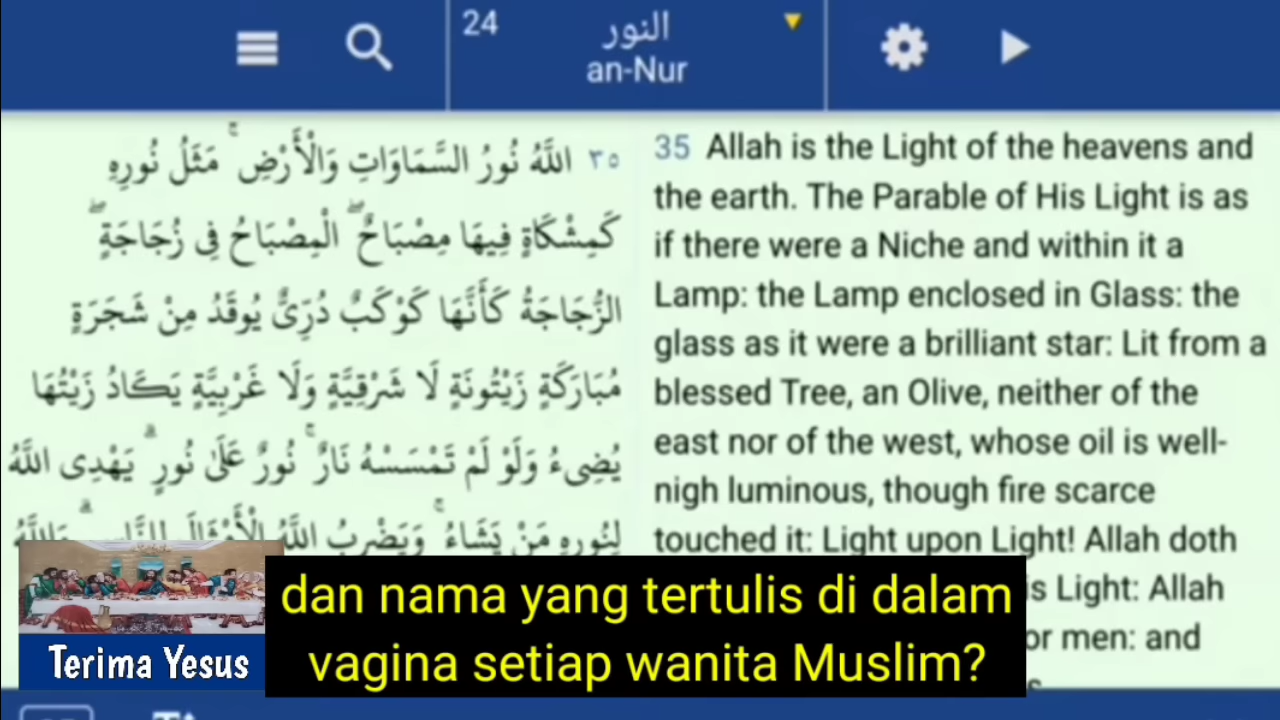 24
النور
an-Nur
٣٥ اللَّهُ نُورُ السَّمَاوَاتِ وَالْأَرْضِ ۚ مَثَلُ نُورِهِ
كَمِشْكَاةٍ فِيهَا مِصْبَاحٌ ۖ الْمِصْبَاحُ فِى زُجَاجَةٍ ۖ
الزُّجَاجَةُ كَأَنَّهَا كَوْكَبٌ دُرِّىٌّ يُوقَدُ مِنْ شَجَرَةٍ
مُبَارَكَةٍ زَيْتُونَةٍ لَا شَرْقِيَّةٍ وَلَا غَرْبِيَّةٍ يَكَادُ زَيْتُهَا
يُضِىءُ وَلَوْ لَمْ تَمْسَسْهُ نَارٌ ۚ نُورٌ عَلَىٰ نُورٍ ۗ يَهْدِى اللَّهُ
لِنُورِهِ مَنْ يَشَاءُ ۚ وَيَضْرِبُ اللَّهُ الْأَمْثَالَ لِلنَّاسِ ۗ وَاللَّهُ
35 Allah is the Light of the heavens and
the earth. The Parable of His Light is as
if there were a Niche and within it a
Lamp: the Lamp enclosed in Glass: the
glass as it were a brilliant star: Lit from a
blessed Tree, an Olive, neither of the
east nor of the west, whose oil is well-
nigh luminous, though fire scarce
touched it: Light upon Light! Allah doth
is Light: Allah
or men: and
dan nama yang tertulis di dalam
vagina setiap wanita Muslim?
Terima Yesus